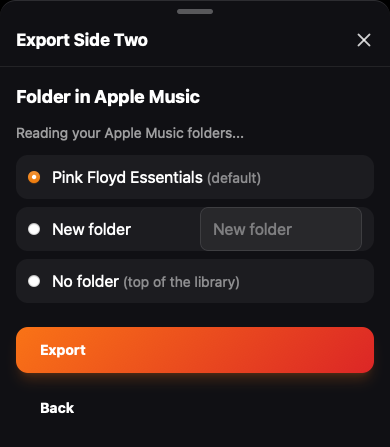 Export Side Two
Folder in Apple Music
Reading your Apple Music folders...
Pink Floyd Essentials (default)
New folder New folder
No folder (top of the library)
Export
Back